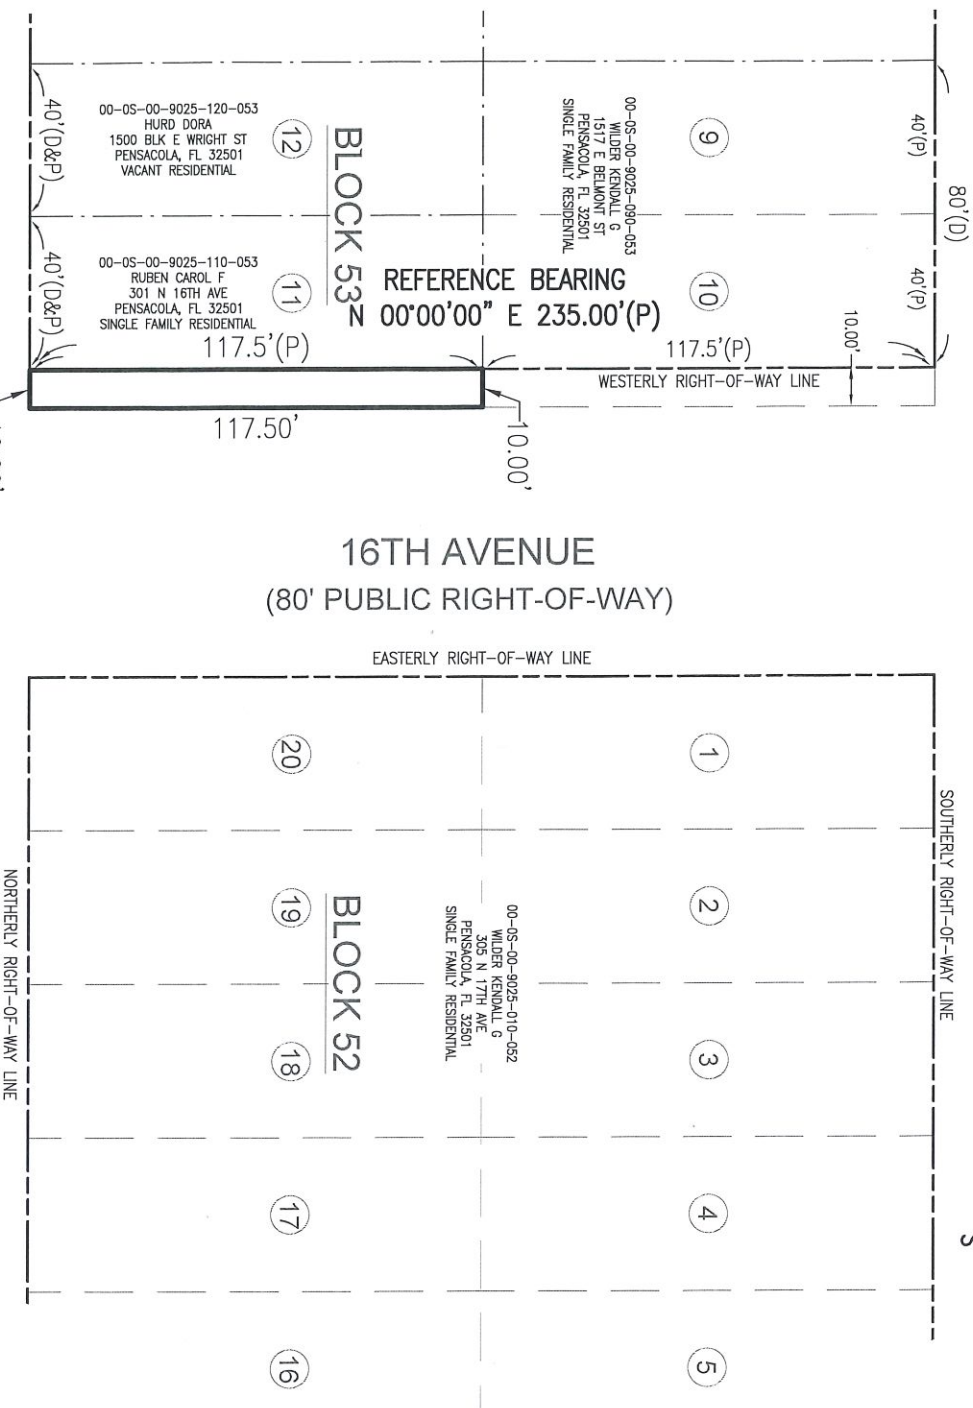 80'(D)
40'(P)
40'(P)
9
10
00-0S-00-9025-090-053
WILDER KENDALL G
1517 E BELMONT ST
PENSACOLA, FL 32501
SINGLE FAMILY RESIDENTIAL
00-0S-00-9025-120-053
HURD DORA
1500 BLK E WRIGHT ST
PENSACOLA, FL 32501
VACANT RESIDENTIAL
12
40'(D&P)
BLOCK 53
00-0S-00-9025-110-053
RUBEN CAROL F
301 N 16TH AVE
PENSACOLA, FL 32501
SINGLE FAMILY RESIDENTIAL
11
40'(D&P)
REFERENCE BEARING
N 00°00'00" E 235.00'(P)
117.5'(P)
117.5'(P)
10.00'
WESTERLY RIGHT-OF-WAY LINE
117.50'
10.00'
16TH AVENUE
(80' PUBLIC RIGHT-OF-WAY)
EASTERLY RIGHT-OF-WAY LINE
20
1
19
2
18
3
17
4
16
5
BLOCK 52
00-0S-00-9025-010-052
WILDER KENDALL G
305 N 17TH AVE
PENSACOLA, FL 32501
SINGLE FAMILY RESIDENTIAL
SOUTHERLY RIGHT-OF-WAY LINE
NORTHERLY RIGHT-OF-WAY LINE